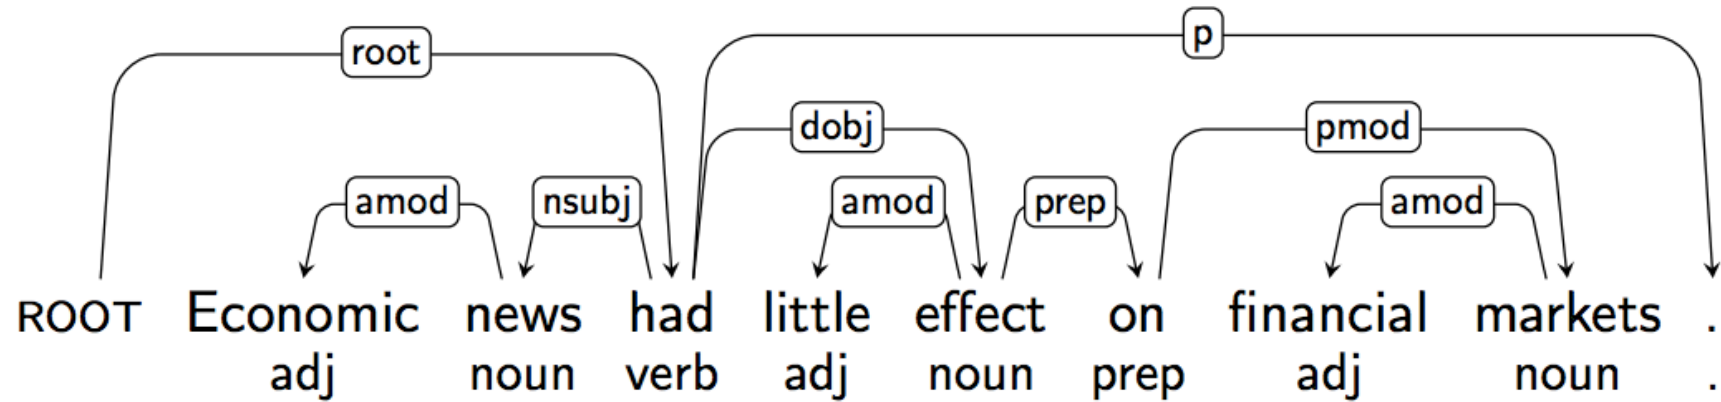 p
root
dobj pmod
amod nsubj amod prep amod
ROOT Economic news had little effect on financial markets .
adj noun verb adj noun prep adj noun .